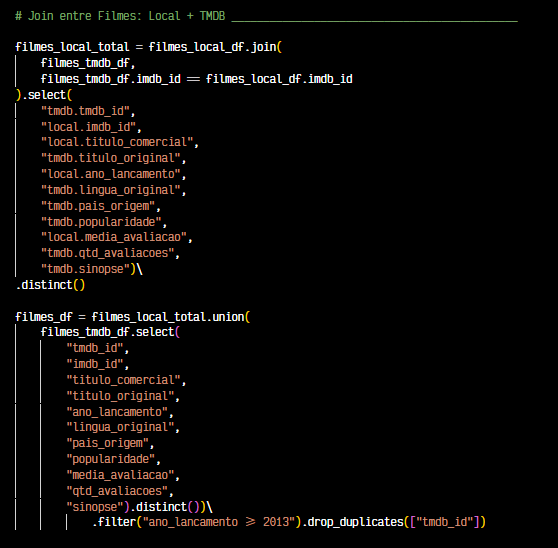 # Join entre Filmes: Local + TMDB ____________________________________________
filmes_local_total = filmes_local_df.join(
filmes_tmdb_df,
filmes_tmdb_df.imdb_id == filmes_local_df.imdb_id
).select(
"tmdb.tmdb_id",
"local.imdb_id",
"local.titulo_comercial",
"tmdb.titulo_original",
"local.ano_lancamento",
"tmdb.lingua_original",
"tmdb.pais_origem",
"tmdb.popularidade",
"local.media_avaliacao",
"tmdb.qtd_avaliacoes",
"tmdb.sinopse")\
.distinct()
filmes_df = filmes_local_total.union(
filmes_tmdb_df.select(
"tmdb_id",
"imdb_id",
"titulo_comercial",
"titulo_original",
"ano_lancamento",
"lingua_original",
"pais_origem",
"popularidade",
"media_avaliacao",
"qtd_avaliacoes",
"sinopse").distinct())\
.filter("ano_lancamento >= 2013").drop_duplicates(["tmdb_id"])